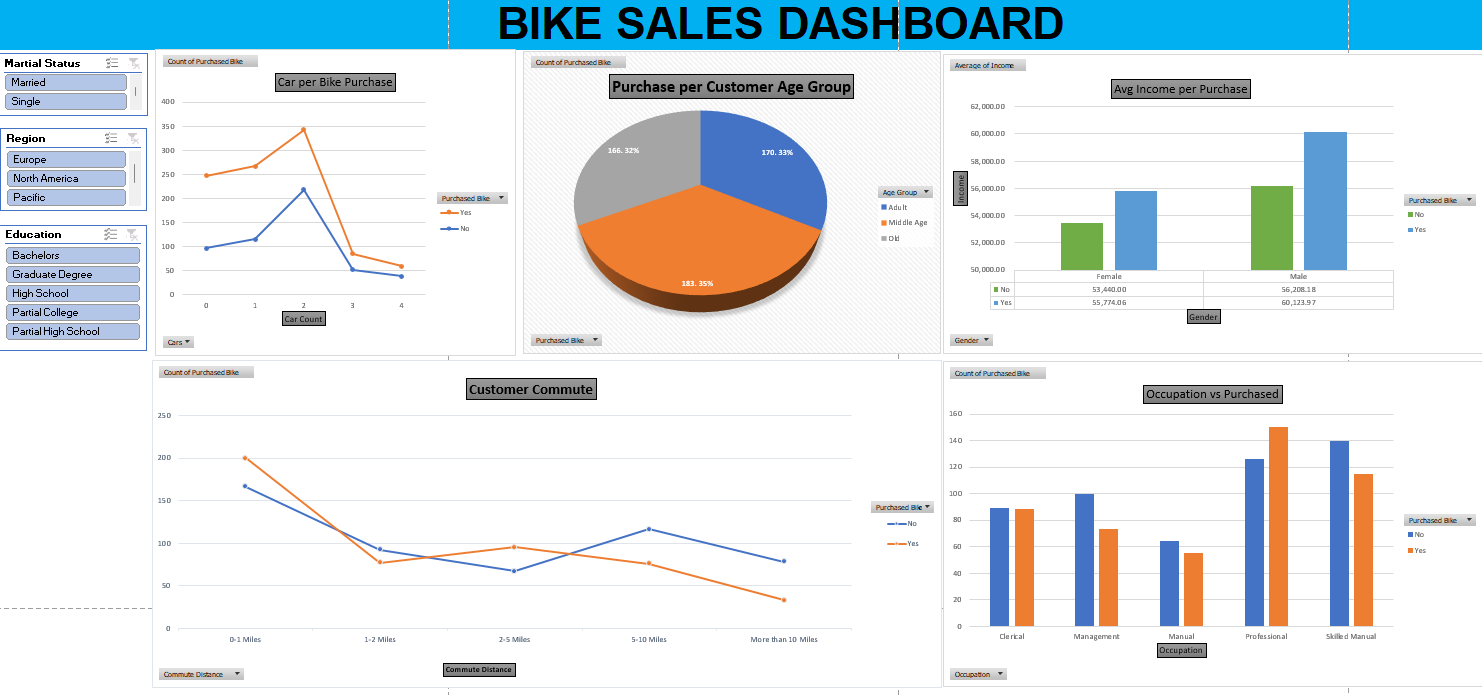 BIKE SALES DASHBOARD
Martial Status
Married
Single
Region
Europe
North America
Pacific
Education
Bachelors
Graduate Degree
High School
Partial College
Partial High School
Count of Purchased Bike
Car per Bike Purchase
400
350
300
250
200
150
100
50
0
0 1 2 3 4
Car Count
Cars
Purchased Bike
Yes
No
Count of Purchased Bike
Purchase per Customer Age Group
166. 32%
170. 33%
183. 35%
Age Group
Adult
Middle Age
Old
Purchased Bike
Average of Income
Avg Income per Purchase
62,000.00
60,000.00
58,000.00
56,000.00
54,000.00
52,000.00
50,000.00
Income
Female Male
No 53,440.00 56,208.18
Yes 55,774.06 60,123.97
Gender
Gender
Purchased Bike
No
Yes
Count of Purchased Bike
Customer Commute
250
200
150
100
50
0
0-1 Miles 1-2 Miles 2-5 Miles 5-10 Miles More than 10 Miles
Commute Distance
Commute Distance
Purchased Bike
No
Yes
Count of Purchased Bike
Occupation vs Purchased
160
140
120
100
80
60
40
20
0
Clerical Management Manual Professional Skilled Manual
Occupation
Occupation
Purchased Bike
No
Yes